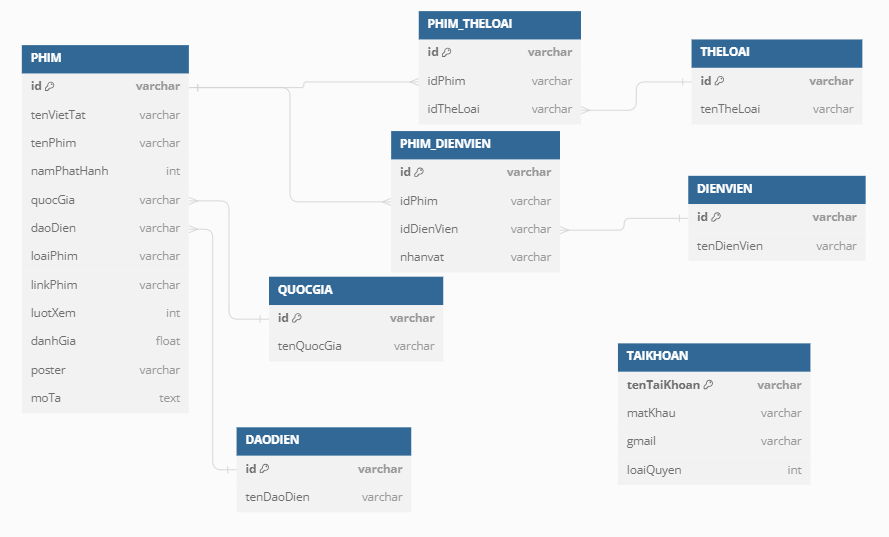 PHIM
id varchar
tenVietTat varchar
tenPhim varchar
namPhatHanh int
quocGia varchar
daoDien varchar
loaiPhim varchar
linkPhim varchar
luotXem int
danhGia float
poster varchar
moTa text
PHIM_THELOAI
id varchar
idPhim varchar
idTheLoai varchar
THELOAI
id varchar
tenTheLoai varchar
PHIM_DIENVIEN
id varchar
idPhim varchar
idDienVien varchar
nhanvat varchar
DIENVIEN
id varchar
tenDienVien varchar
QUOCGIA
id varchar
tenQuocGia varchar
TAIKHOAN
tenTaiKhoan varchar
matKhau varchar
gmail varchar
loaiQuyen int
DAODIEN
id varchar
tenDaoDien varchar